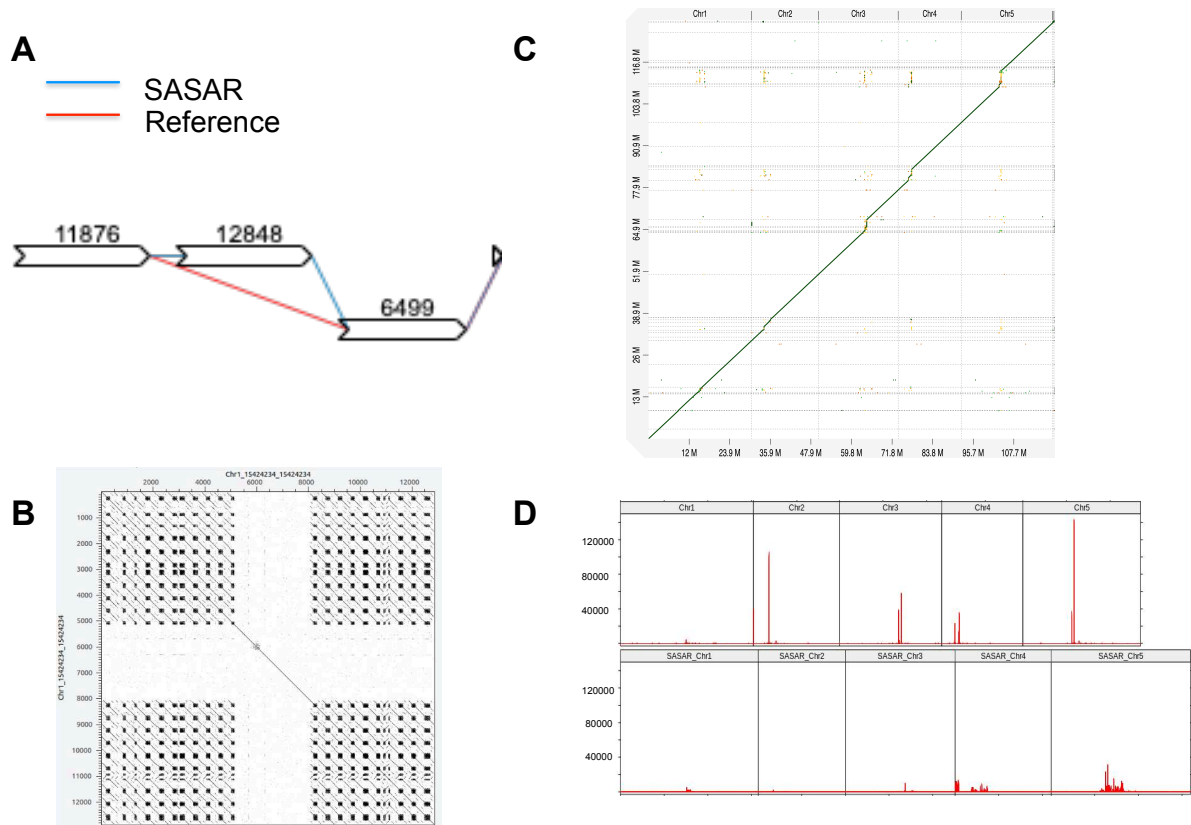 A
SASAR
Reference
11876
12848
6499
B
Chr1_15424234_15424234
2000 4000 6000 8000 10000 12000
Chr1_15424234_15424234
1000
2000
3000
4000
5000
6000
7000
8000
9000
10000
11000
12000
C
Chr1 Chr2 Chr3 Chr4 Chr5
116.8 M
103.8 M
90.9 M
77.9 M
64.9 M
51.9 M
38.9 M
26 M
13 M
12 M 23.9 M 35.9 M 47.9 M 59.8 M 71.8 M 83.8 M 95.7 M 107.7 M
D
Chr1 Chr2 Chr3 Chr4 Chr5
120000
80000
40000
SASAR_Chr1 SASAR_Chr2 SASAR_Chr3 SASAR_Chr4 SASAR_Chr5
120000
80000
40000